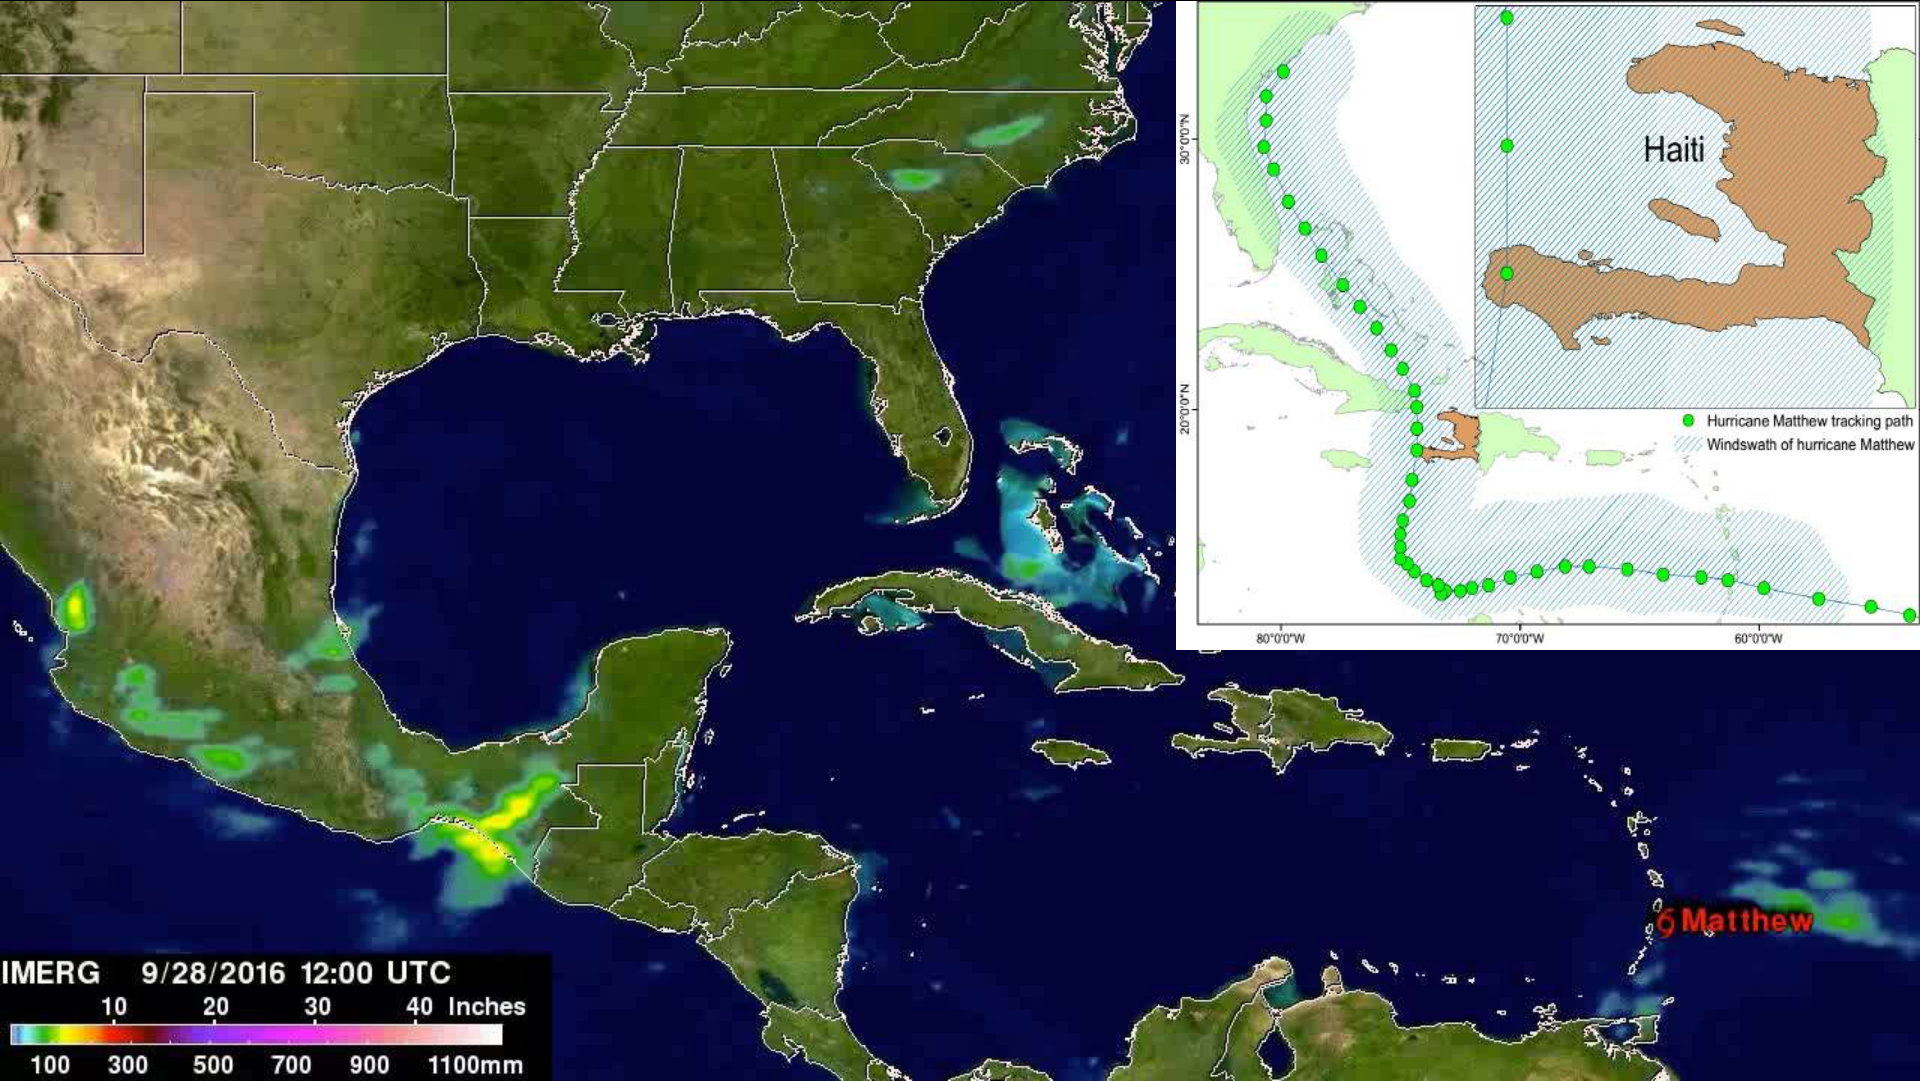 Haiti
30°0'0"N
20°0'0"N
Hurricane Matthew tracking path
Windswath of hurricane Matthew
80°0'0"W 70°0'0"W 60°0'0"W
Matthew
IMERG 9/28/2016 12:00 UTC
10 20 30 40 Inches
100 300 500 700 900 1100mm